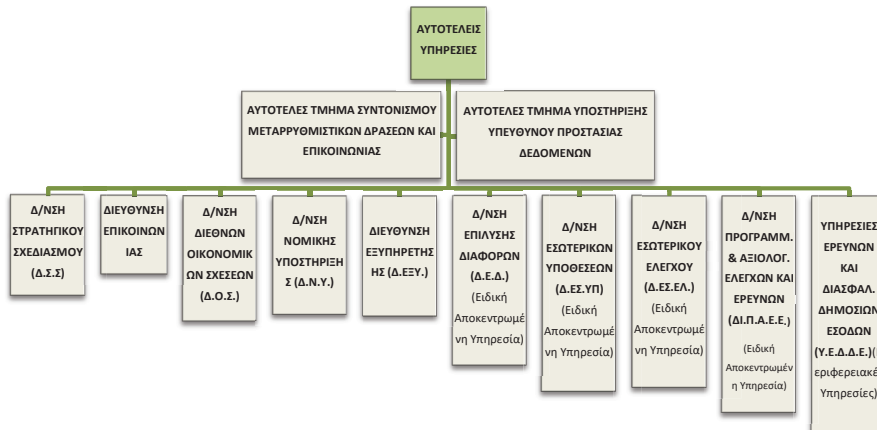 ΑΥΤΟΤΕΛΕΙΣ
ΥΠΗΡΕΣΙΕΣ
ΑΥΤΟΤΕΛΕΣ ΤΜΗΜΑ ΣΥΝΤΟΝΙΣΜΟΥ
ΜΕΤΑΡΡΥΘΜΙΣΤΙΚΩΝ ΔΡΑΣΕΩΝ ΚΑΙ
ΕΠΙΚΟΙΝΩΝΙΑΣ
ΑΥΤΟΤΕΛΕΣ ΤΜΗΜΑ ΥΠΟΣΤΗΡΙΞΗΣ
ΥΠΕΥΘΥΝΟΥ ΠΡΟΣΤΑΣΙΑΣ
ΔΕΔΟΜΕΝΩΝ
Δ/ΝΣΗ
ΣΤΡΑΤΗΓΙΚΟΥ
ΣΧΕΔΙΑΣΜΟΥ
(Δ.Σ.Σ)
ΔΙΕΥΘΥΝΣΗ
ΕΠΙΚΟΙΝΩΝ
ΙΑΣ
Δ/ΝΣΗ
ΔΙΕΘΝΩΝ
ΟΙΚΟΝΟΜΙΚ
ΩΝ ΣΧΕΣΕΩΝ
(Δ.Ο.Σ.)
Δ/ΝΣΗ
ΝΟΜΙΚΗΣ
ΥΠΟΣΤΗΡΙΞΗ
Σ (Δ.Ν.Υ.)
ΔΙΕΥΘΥΝΣΗ
ΕΞΥΠΗΡΕΤΗΣ
ΗΣ (Δ.ΕΞΥ.)
Δ/ΝΣΗ
ΕΠΙΛΥΣΗΣ
ΔΙΑΦΟΡΩΝ
(Δ.Ε.Δ.)
(Ειδική
Αποκεντρωμέ
νη Υπηρεσία)
Δ/ΝΣΗ
ΕΣΩΤΕΡΙΚΩΝ
ΥΠΟΘΕΣΕΩΝ
(Δ.ΕΣ.ΥΠ)
(Ειδική
Αποκεντρωμέ
νη Υπηρεσία)
Δ/ΝΣΗ
ΕΣΩΤΕΡΙΚΟΥ
ΕΛΕΓΧΟΥ
(Δ.ΕΣ.ΕΛ.)
(Ειδική
Αποκεντρωμέ
νη Υπηρεσία)
Δ/ΝΣΗ
ΠΡΟΓΡΑΜΜ.
& ΑΞΙΟΛΟΓ.
ΕΛΕΓΧΩΝ ΚΑΙ
ΕΡΕΥΝΩΝ
(ΔΙ.Π.Α.Ε.Ε.)
(Ειδική
Αποκεντρωμέν
η Υπηρεσία)
ΥΠΗΡΕΣΙΕΣ
ΕΡΕΥΝΩΝ
ΚΑΙ
ΔΙΑΣΦΑΛ.
ΔΗΜΟΣΙΩΝ
ΕΣΟΔΩΝ
(Υ.Ε.Δ.Δ.Ε.)
εριφερειακέ
Υπηρεσίες)